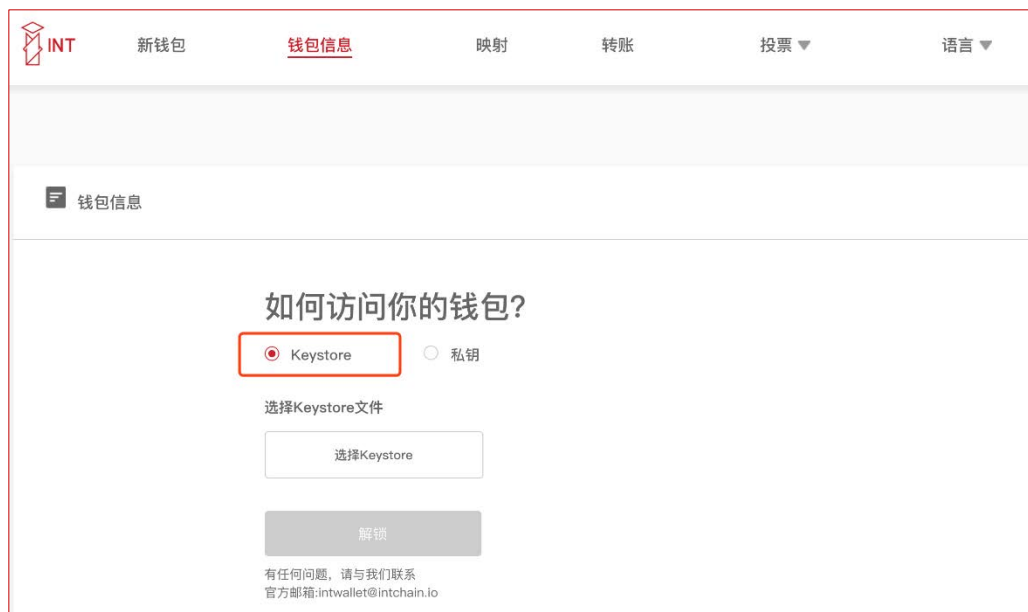 INT 新钱包 钱包信息 映射 转账 投票 语言
钱包信息
如何访问你的钱包?
Keystore 私钥
选择Keystore文件
选择Keystore
解锁
有任何问题，请与我们联系
官方邮箱:intwallet@intchain.io